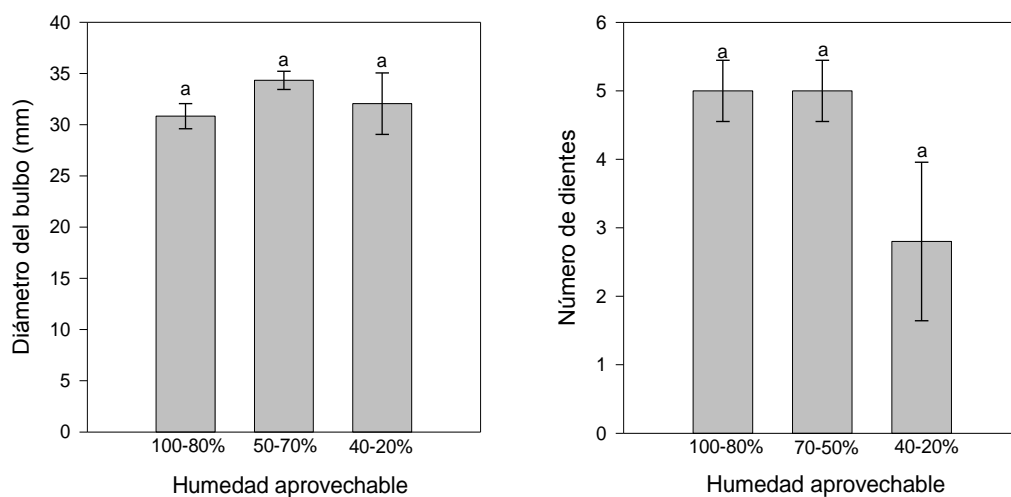 Diámetro del bulbo (mm)
40
35
30
25
20
15
10
5
0
a
a
a
100-80%
50-70%
40-20%
Humedad aprovechable
Número de dientes
6
5
4
3
2
1
0
a
a
a
100-80%
70-50%
40-20%
Humedad aprovechable